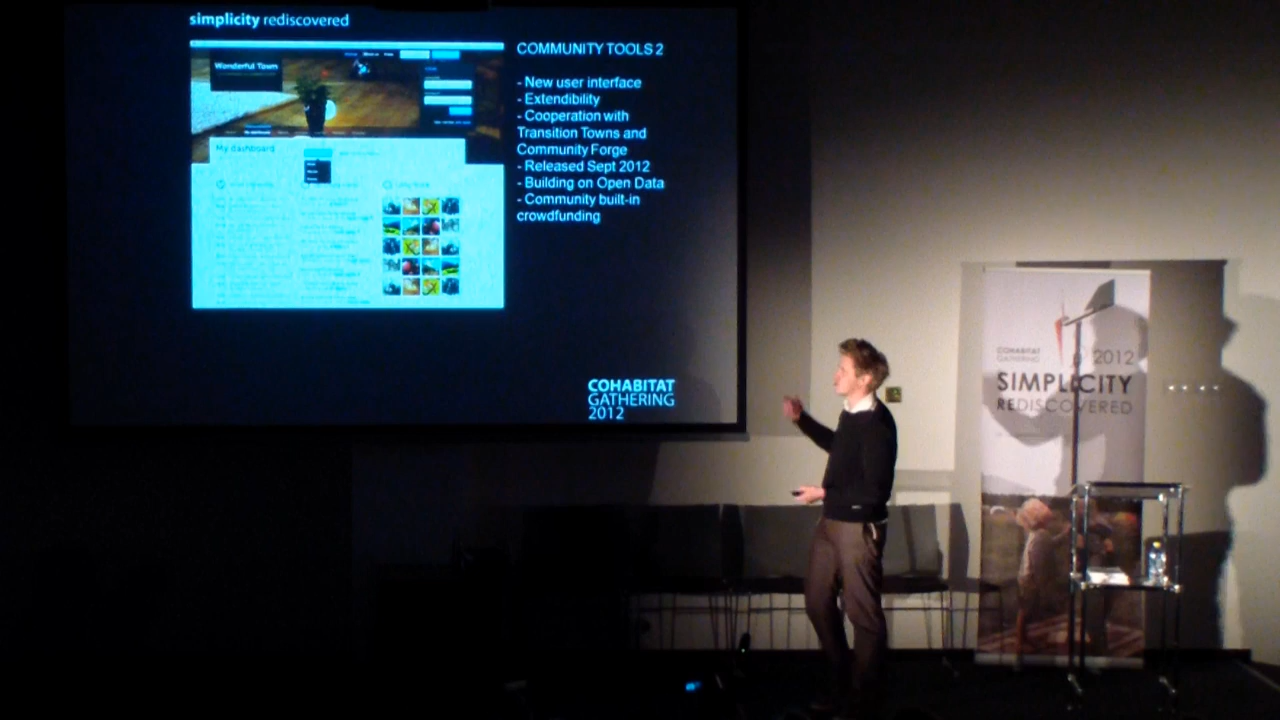 simplicity rediscovered
Wonderful Town
My dashboard
COMMUNITY TOOLS 2
- New user interface
- Extendibility
- Cooperation with
Transition Towns and
Community Forge
- Released Sept 2012
- Building on Open Data
- Community built-in
crowdfunding
COHABITAT
GATHERING
2012
COHABITAT
GATHERING
2012
SIMPLICITY
REDISCOVERED